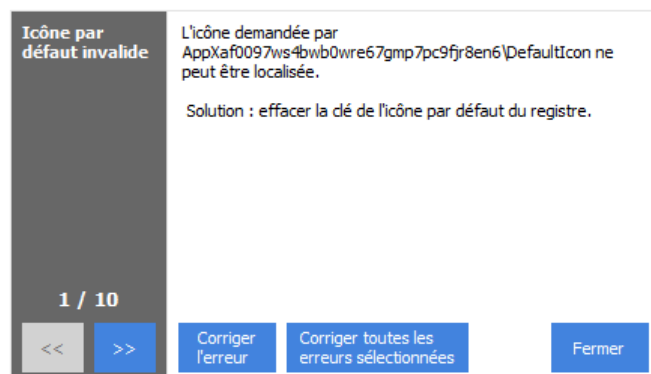 Icône par
défaut invalide
L'icône demandée par
AppXaf0097ws4bwb0wre67gmp7pc9fjr8en6\DefaultIcon ne
peut être localisée.
Solution : effacer la clé de l'icône par défaut du registre.
1 / 10
<<
>>
Corriger
l'erreur
Corriger toutes les
erreurs sélectionnées
Fermer